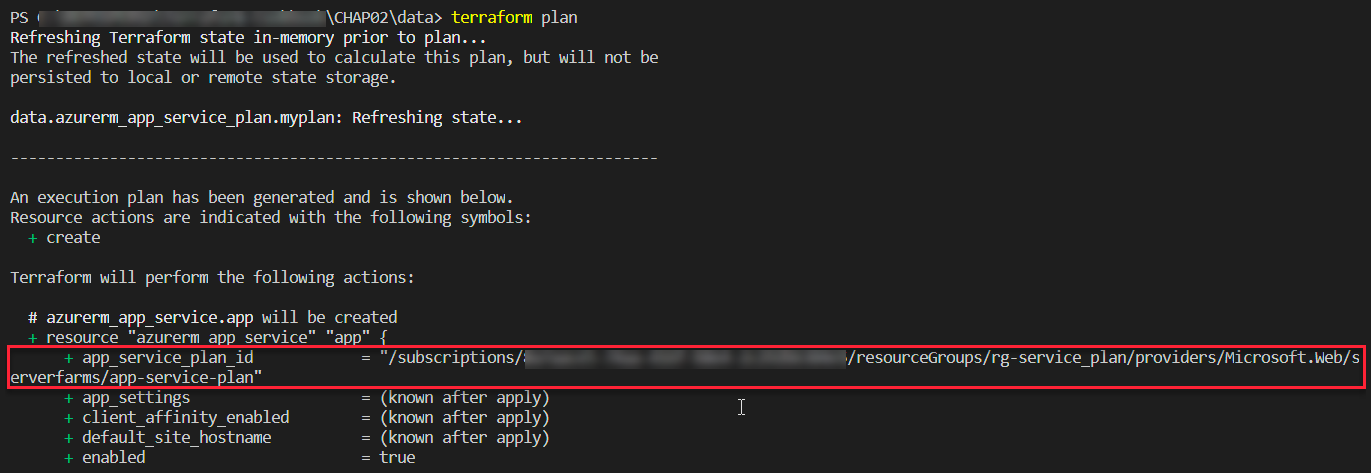 PS C:\CHAP02\data> terraform plan
Refreshing Terraform state in-memory prior to plan...
The refreshed state will be used to calculate this plan, but will not be
persisted to local or remote state storage.
data.azurerm_app_service_plan.myplan: Refreshing state...
------------------------------------------------------------------------
An execution plan has been generated and is shown below.
Resource actions are indicated with the following symbols:
+ create
Terraform will perform the following actions:
# azurerm_app_service.app will be created
+ resource "azurerm_app_service" "app" {
+ app_service_plan_id = "/subscriptions/ /resourceGroups/rg-service_plan/providers/Microsoft.Web/s
erverfarms/app-service-plan"
+ app_settings = (known after apply)
+ client_affinity_enabled = (known after apply)
+ default_site_hostname = (known after apply)
+ enabled = true